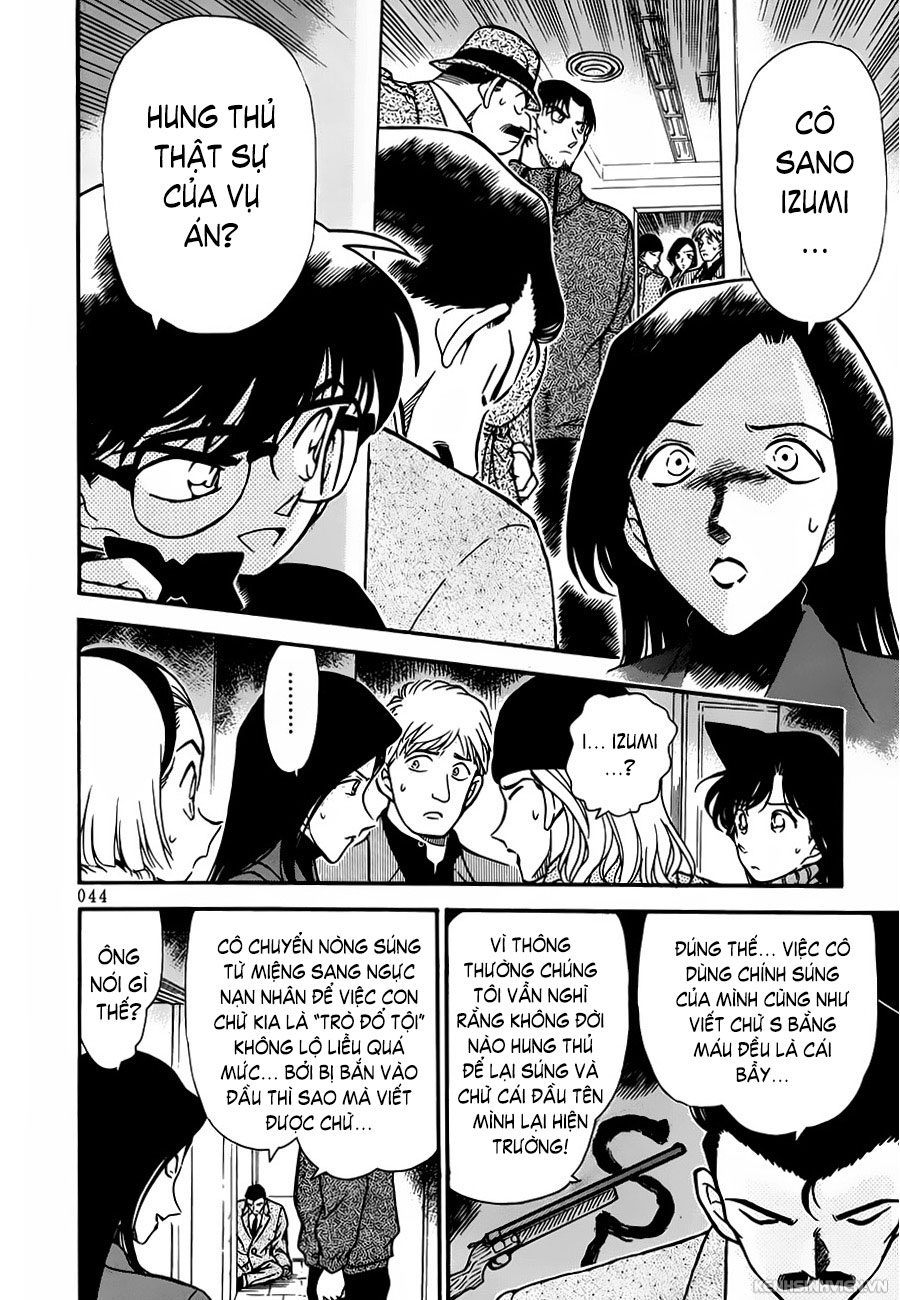 CÔ
SANO
IZUMI
...
HUNG THỦ
THẬT SỰ
CỦA VỤ
ÁN?
I... IZUMI
...?
.........
044
ĐÚNG THẾ... VIỆC CÔ
DÙNG CHÍNH SÚNG
CỦA MÌNH CŨNG NHƯ
VIẾT CHỮ S BẰNG
MÁU ĐỀU LÀ CÁI
BẪY...
VÌ THÔNG
THƯỜNG CHÚNG
TÔI VẪN NGHĨ
RẰNG KHÔNG ĐỜI
NÀO HUNG THỦ
ĐỂ LẠI SÚNG VÀ
CHỮ CÁI ĐẦU TÊN
MÌNH LẠI HIỆN
TRƯỜNG!
S
CÔ CHUYỂN NÒNG SÚNG
TỪ MIỆNG SANG NGỰC
NẠN NHÂN ĐỂ VIỆC CON
CHỮ KIA LÀ "TRÒ ĐỔ TỘI"
KHÔNG LỘ LIỄU QUÁ
MỨC... BỞI BỊ BẮN VÀO
ĐẦU THÌ SAO MÀ VIẾT
ĐƯỢC CHỮ...
ÔNG
NÓI GÌ
THẾ?
KENHSINHVIEN.VN